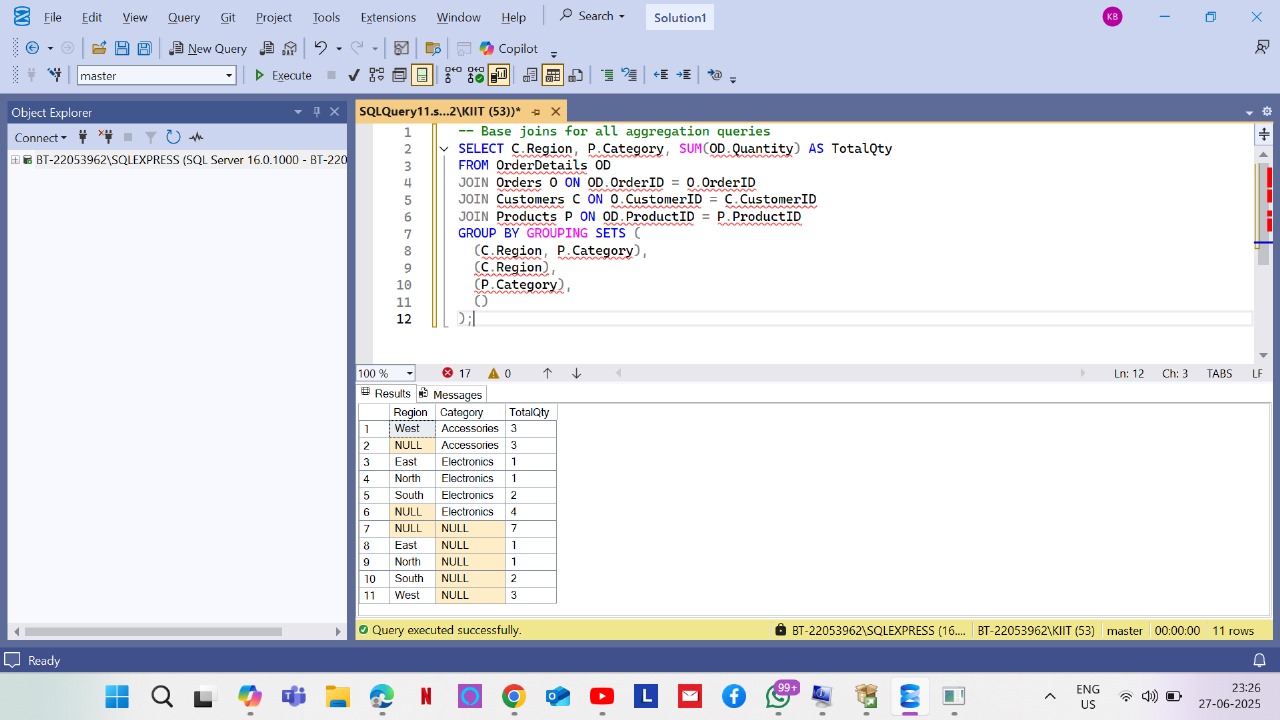 File Edit View Query Git Project Tools Extensions Window Help Search Solution1 KB
New Query Copilot
master Execute
Object Explorer
Connect
BT-22053962\SQLEXPRESS (SQL Server 16.0.1000 - BT-220
SQLQuery11.s...2\KIIT (53))*
1 -- Base joins for all aggregation queries
2 SELECT C.Region, P.Category, SUM(OD.Quantity) AS TotalQty
3 FROM OrderDetails OD
4 JOIN Orders O ON OD.OrderID = O.OrderID
5 JOIN Customers C ON O.CustomerID = C.CustomerID
6 JOIN Products P ON OD.ProductID = P.ProductID
7 GROUP BY GROUPING SETS (
8 (C.Region, P.Category),
9 (C.Region),
10 (P.Category),
11 ()
12 );
100 % 17 0 Ln: 12 Ch: 3 TABS LF
Results Messages
Region Category TotalQty
1 West Accessories 3
2 NULL Accessories 3
3 East Electronics 1
4 North Electronics 1
5 South Electronics 2
6 NULL Electronics 4
7 NULL NULL 7
8 East NULL 1
9 North NULL 1
10 South NULL 2
11 West NULL 3
Query executed successfully. BT-22053962\SQLEXPRESS (16.... BT-22053962\KIIT (53) master 00:00:00 11 rows
Ready
N L 99+ ENG US 23:26 27-06-2025